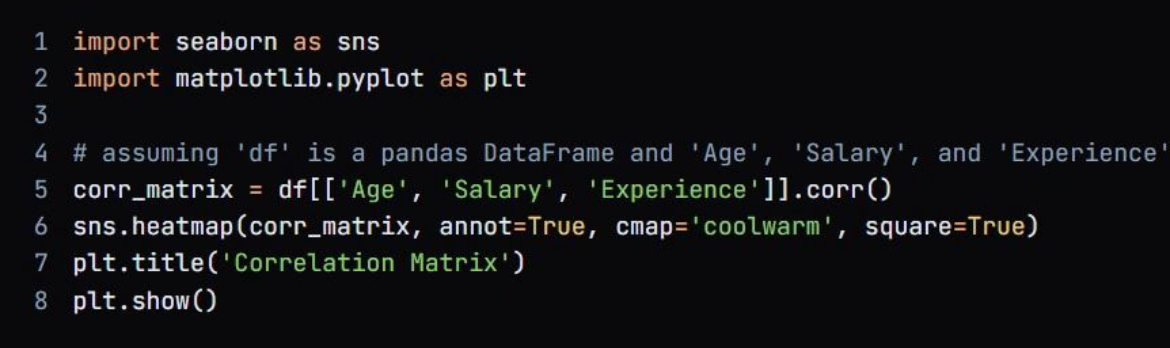 1 import seaborn as sns
2 import matplotlib.pyplot as plt
3
4 # assuming 'df' is a pandas DataFrame and 'Age', 'Salary', and 'Experience'
5 corr_matrix = df[['Age', 'Salary', 'Experience']].corr()
6 sns.heatmap(corr_matrix, annot=True, cmap='coolwarm', square=True)
7 plt.title('Correlation Matrix')
8 plt.show()